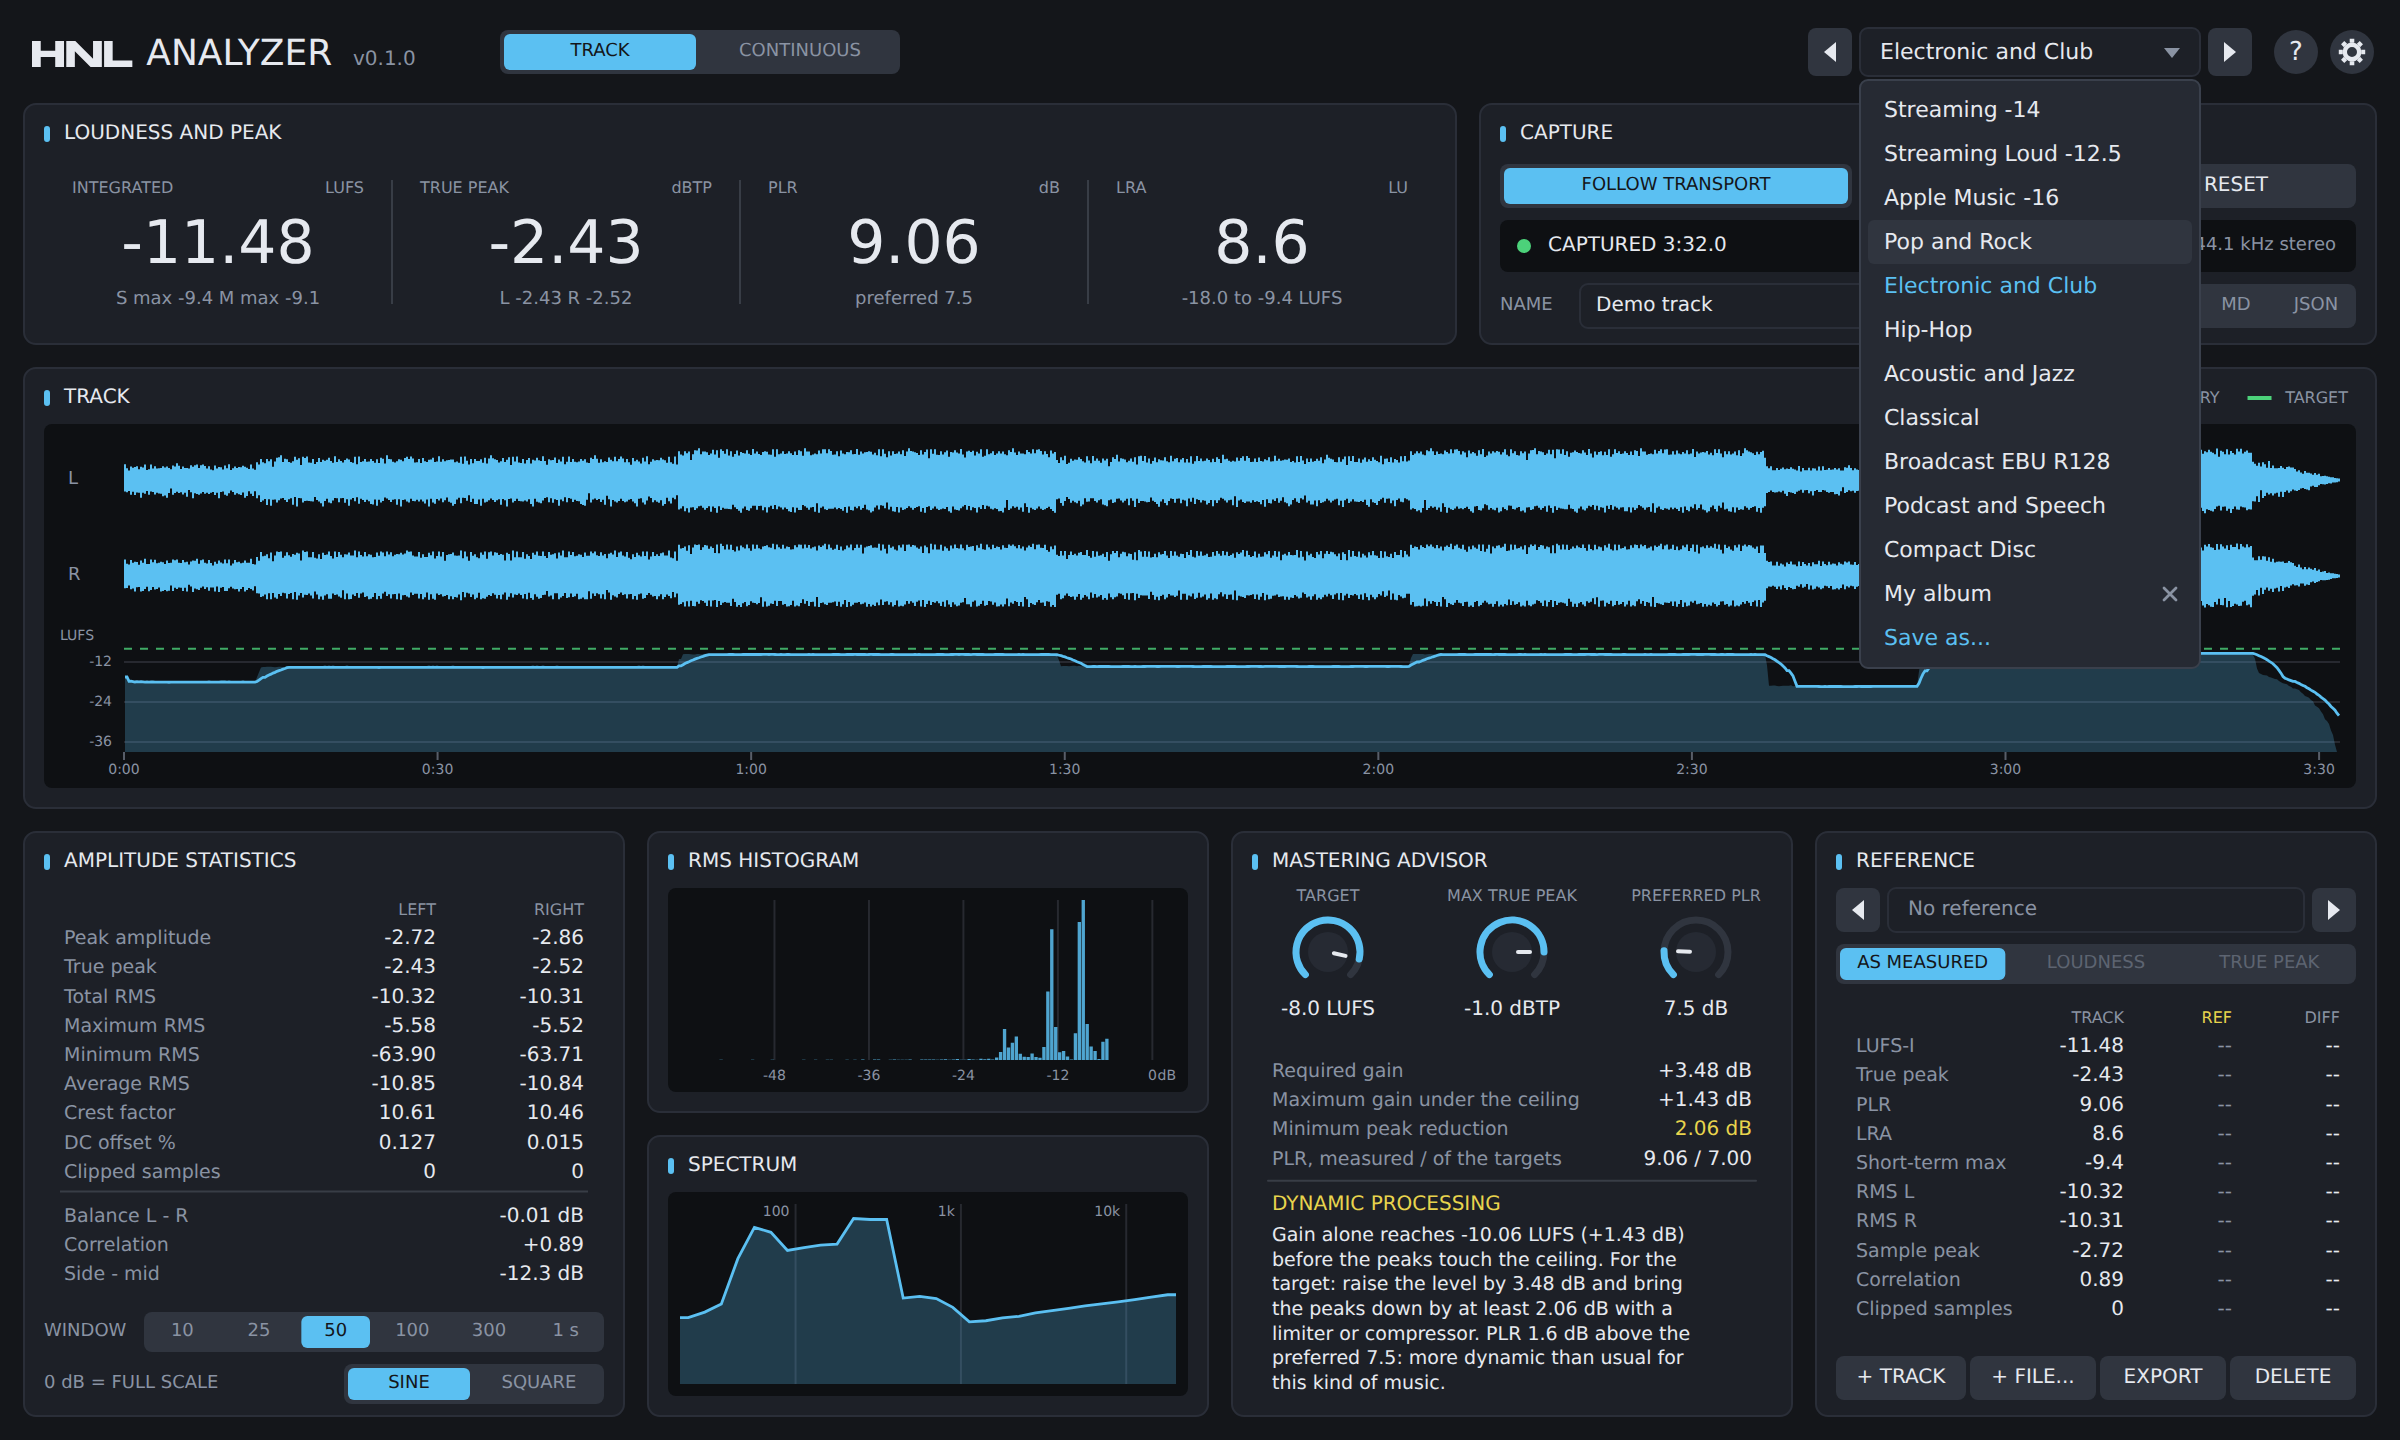 HNL ANALYZER v0.1.0
TRACK CONTINUOUS
Electronic and Club
?
LOUDNESS AND PEAK
INTEGRATED LUFS
-11.48
S max -9.4 M max -9.1
TRUE PEAK dBTP
-2.43
L -2.43 R -2.52
PLR dB
9.06
preferred 7.5
LRA LU
8.6
-18.0 to -9.4 LUFS
CAPTURE
FOLLOW TRANSPORT
RESET
CAPTURED 3:32.0
44.1 kHz stereo
NAME Demo track
MD JSON
Streaming -14
Streaming Loud -12.5
Apple Music -16
Pop and Rock
Electronic and Club
Hip-Hop
Acoustic and Jazz
Classical
Broadcast EBU R128
Podcast and Speech
Compact Disc
My album
Save as...
TRACK
RY TARGET
L
R
LUFS
-12
-24
-36
0:00 0:30 1:00 1:30 2:00 2:30 3:00 3:30
AMPLITUDE STATISTICS
LEFT RIGHT
Peak amplitude -2.72 -2.86
True peak -2.43 -2.52
Total RMS -10.32 -10.31
Maximum RMS -5.58 -5.52
Minimum RMS -63.90 -63.71
Average RMS -10.85 -10.84
Crest factor 10.61 10.46
DC offset % 0.127 0.015
Clipped samples 0 0
Balance L - R -0.01 dB
Correlation +0.89
Side - mid -12.3 dB
WINDOW 10 25 50 100 300 1 s
0 dB = FULL SCALE SINE SQUARE
RMS HISTOGRAM
-48 -36 -24 -12 0dB
SPECTRUM
100 1k 10k
MASTERING ADVISOR
TARGET MAX TRUE PEAK PREFERRED PLR
-8.0 LUFS -1.0 dBTP 7.5 dB
Required gain +3.48 dB
Maximum gain under the ceiling +1.43 dB
Minimum peak reduction 2.06 dB
PLR, measured / of the targets 9.06 / 7.00
DYNAMIC PROCESSING
Gain alone reaches -10.06 LUFS (+1.43 dB)
before the peaks touch the ceiling. For the
target: raise the level by 3.48 dB and bring
the peaks down by at least 2.06 dB with a
limiter or compressor. PLR 1.6 dB above the
preferred 7.5: more dynamic than usual for
this kind of music.
REFERENCE
No reference
AS MEASURED LOUDNESS TRUE PEAK
TRACK REF DIFF
LUFS-I -11.48 -- --
True peak -2.43 -- --
PLR 9.06 -- --
LRA 8.6 -- --
Short-term max -9.4 -- --
RMS L -10.32 -- --
RMS R -10.31 -- --
Sample peak -2.72 -- --
Correlation 0.89 -- --
Clipped samples 0 -- --
+ TRACK + FILE... EXPORT DELETE